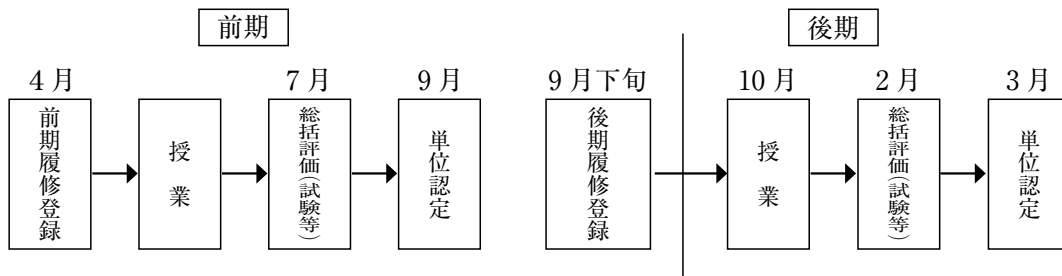 前期
後期
4月
7月
9月
9月下旬
10月
2月
3月
前期履修登録
授業
総括評価(試験等)
単位認定
後期履修登録
授業
総括評価(試験等)
単位認定